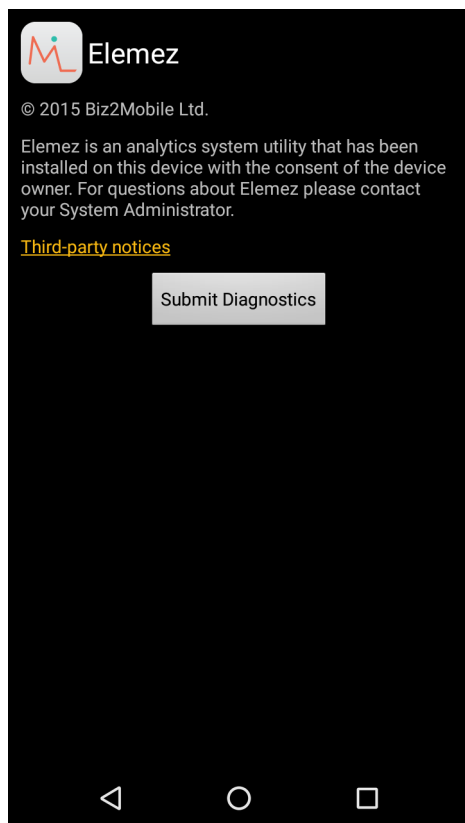 Elemez
© 2015 Biz2Mobile Ltd.
Elemez is an analytics system utility that has been
installed on this device with the consent of the device
owner. For questions about Elemez please contact
your System Administrator.
Third-party notices
Submit Diagnostics